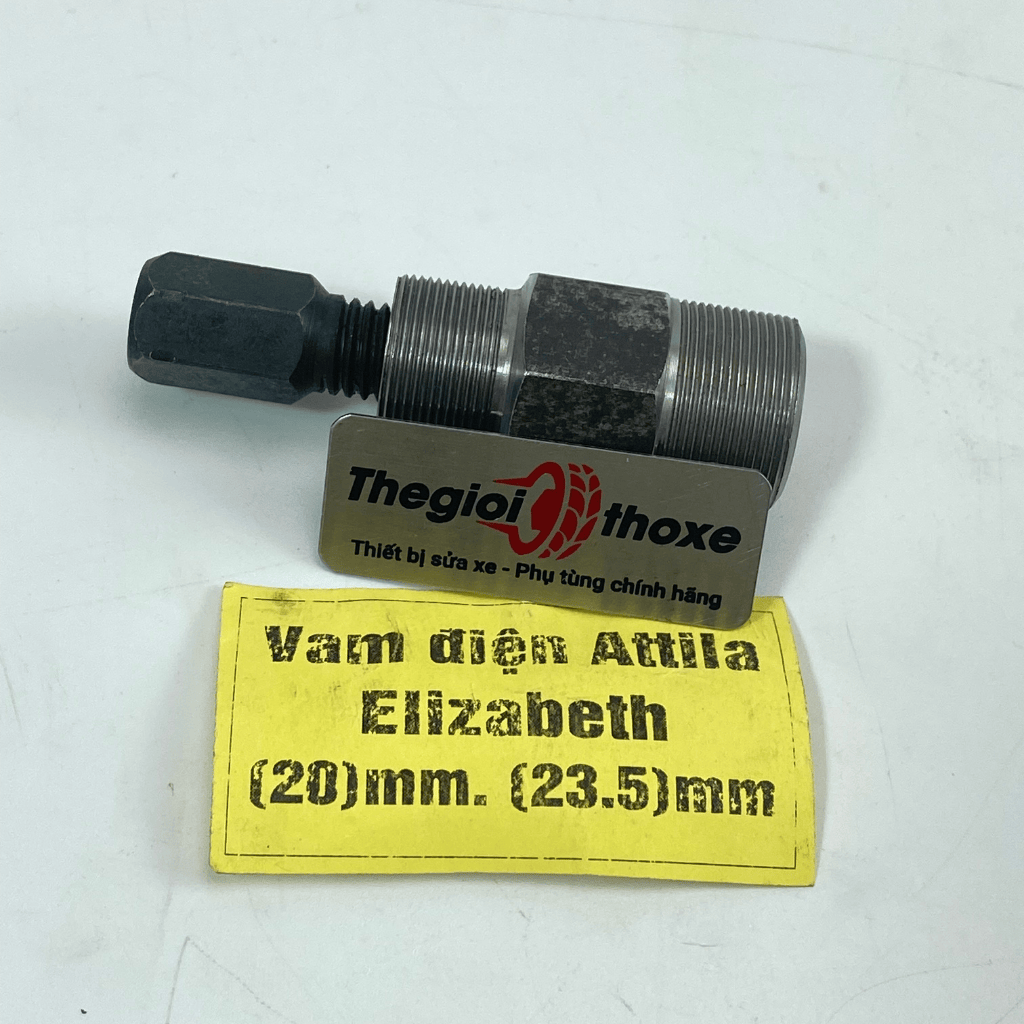 Thegioi thoxe
Thiết bị sửa xe - Phụ tùng chính hãng
Vam điện Attila
Elizabeth
(20)mm. (23.5)mm